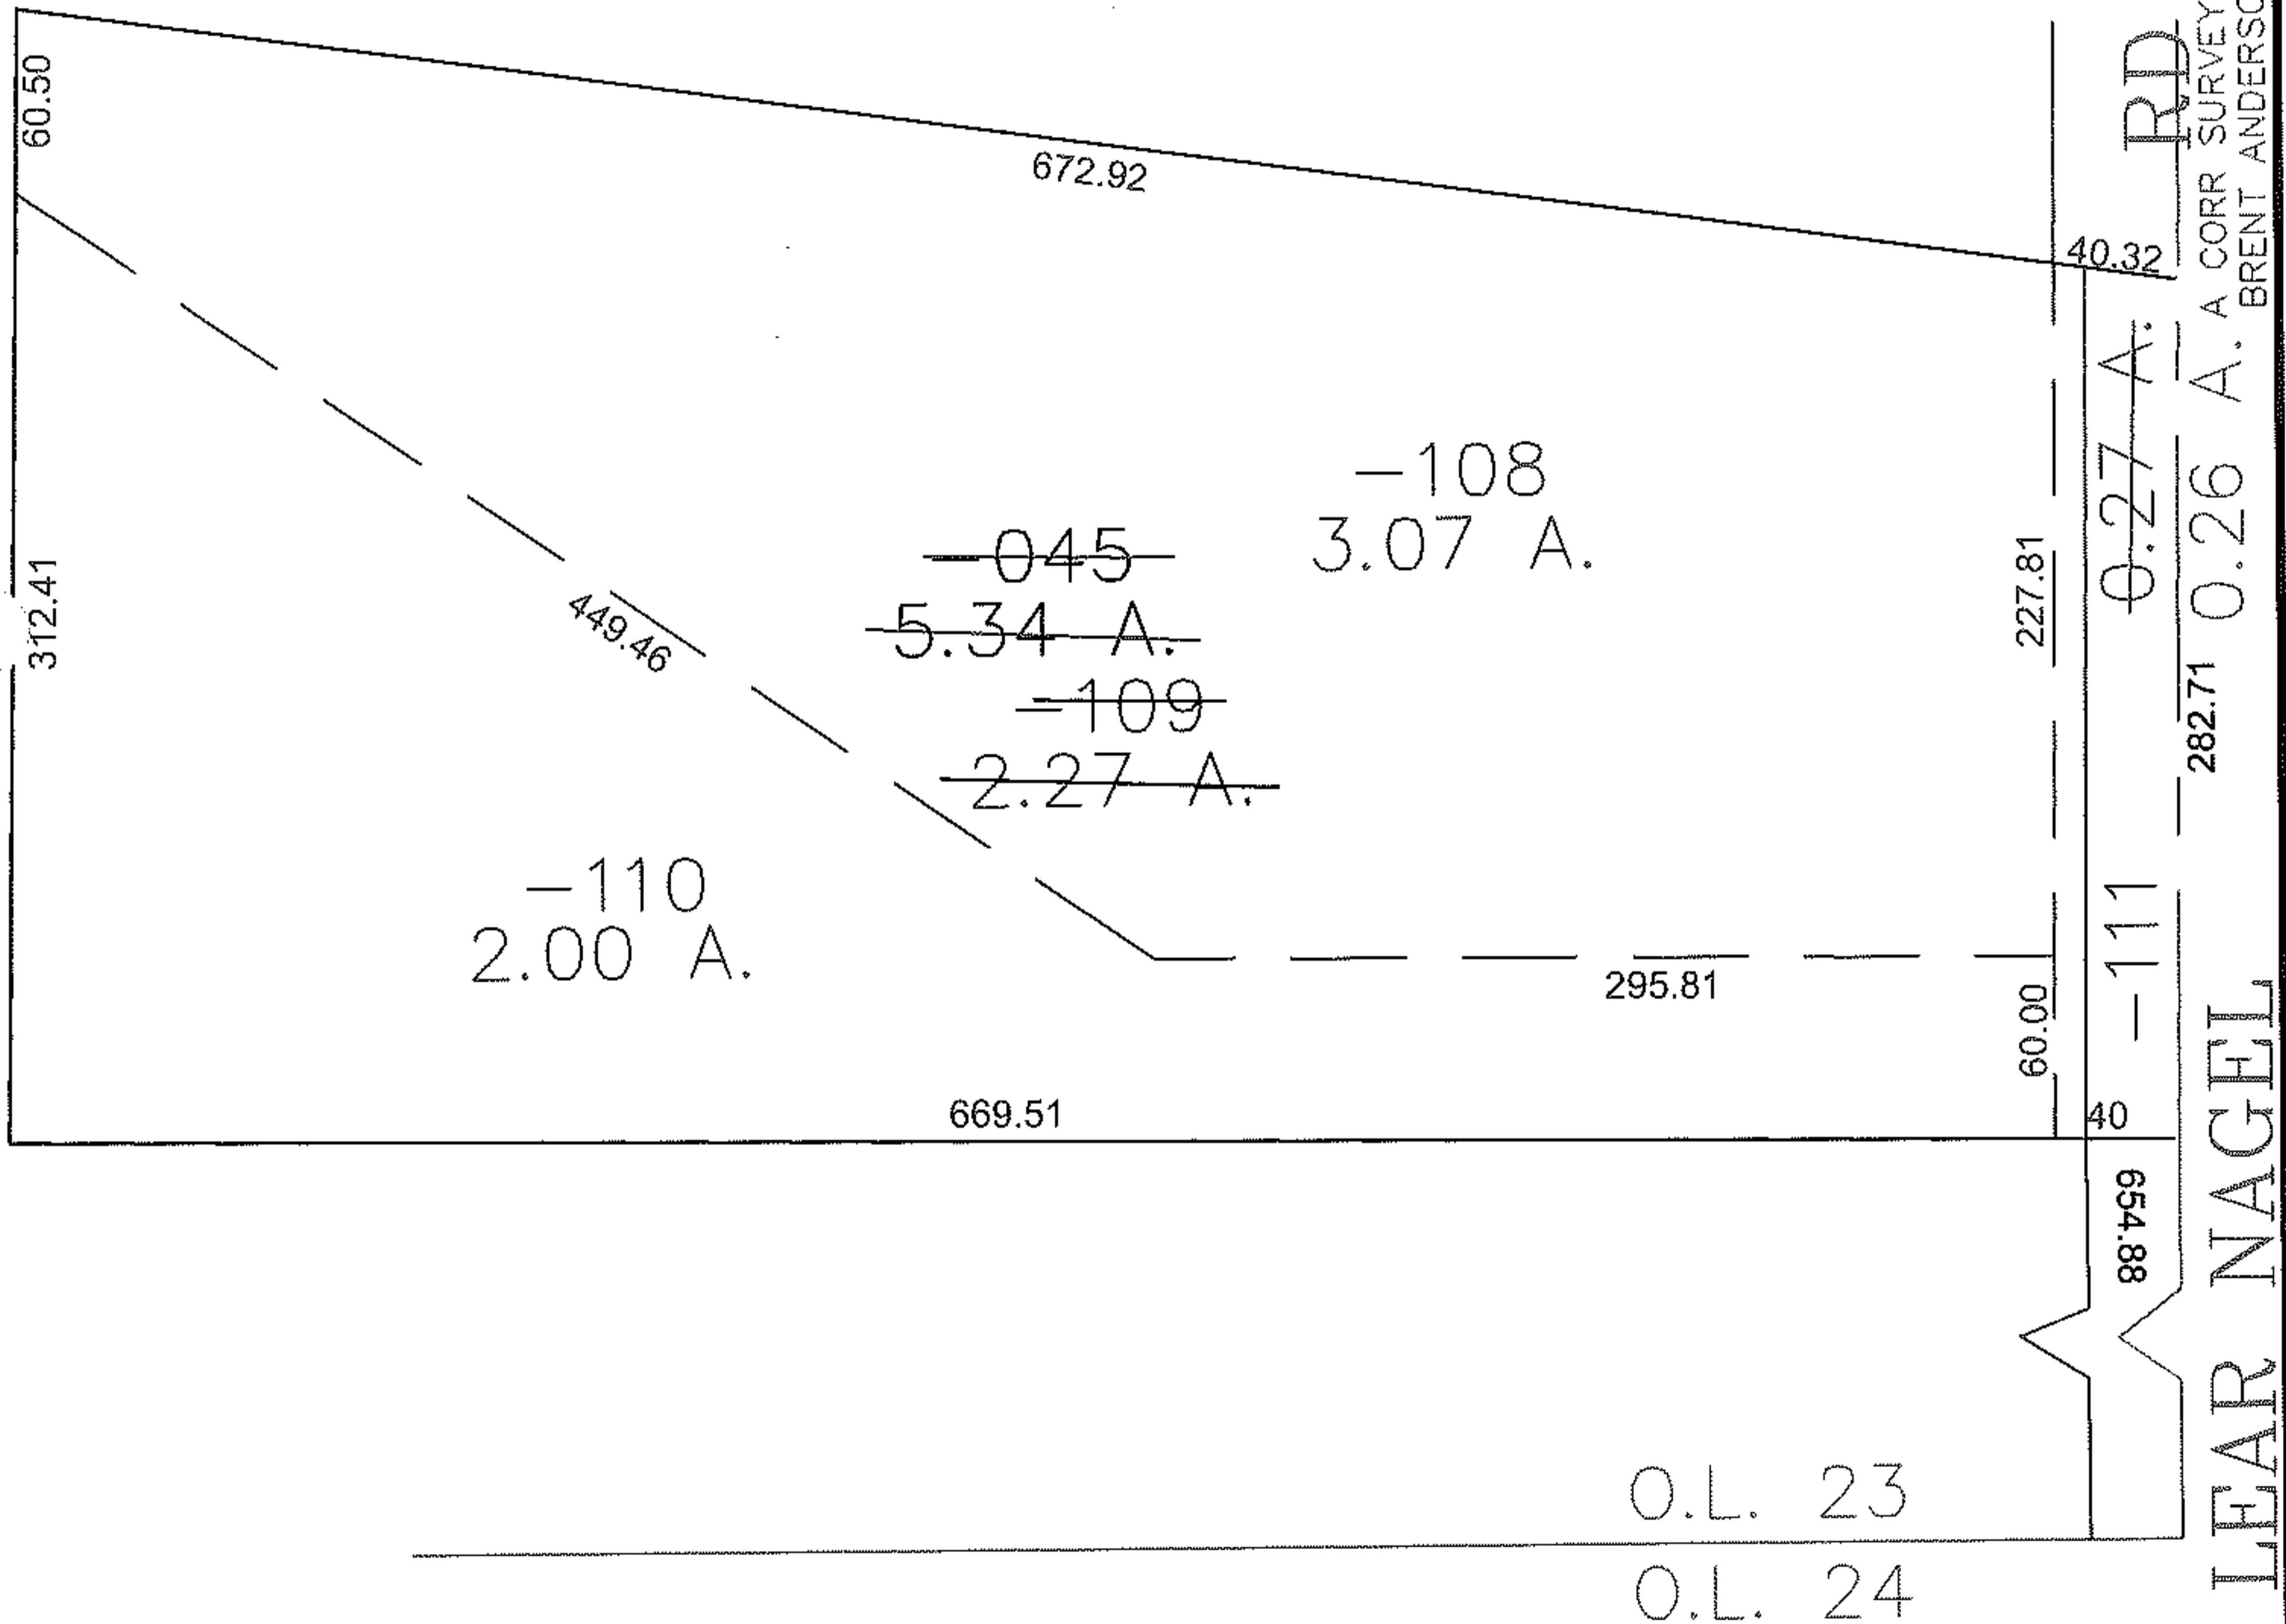 60.50
672.92
40.32
RD
A CORR SURVEY
BRENT ANDERSO
312.41
449.46
-045
5.34 A.
-109
2.27 A.
-108
3.07 A.
227.81
0.27 A.
0.26 A.
282.71
-110
2.00 A.
295.81
60.00
-111
669.51
40
654.88
LEAR NAGEL
O.L. 23
O.L. 24